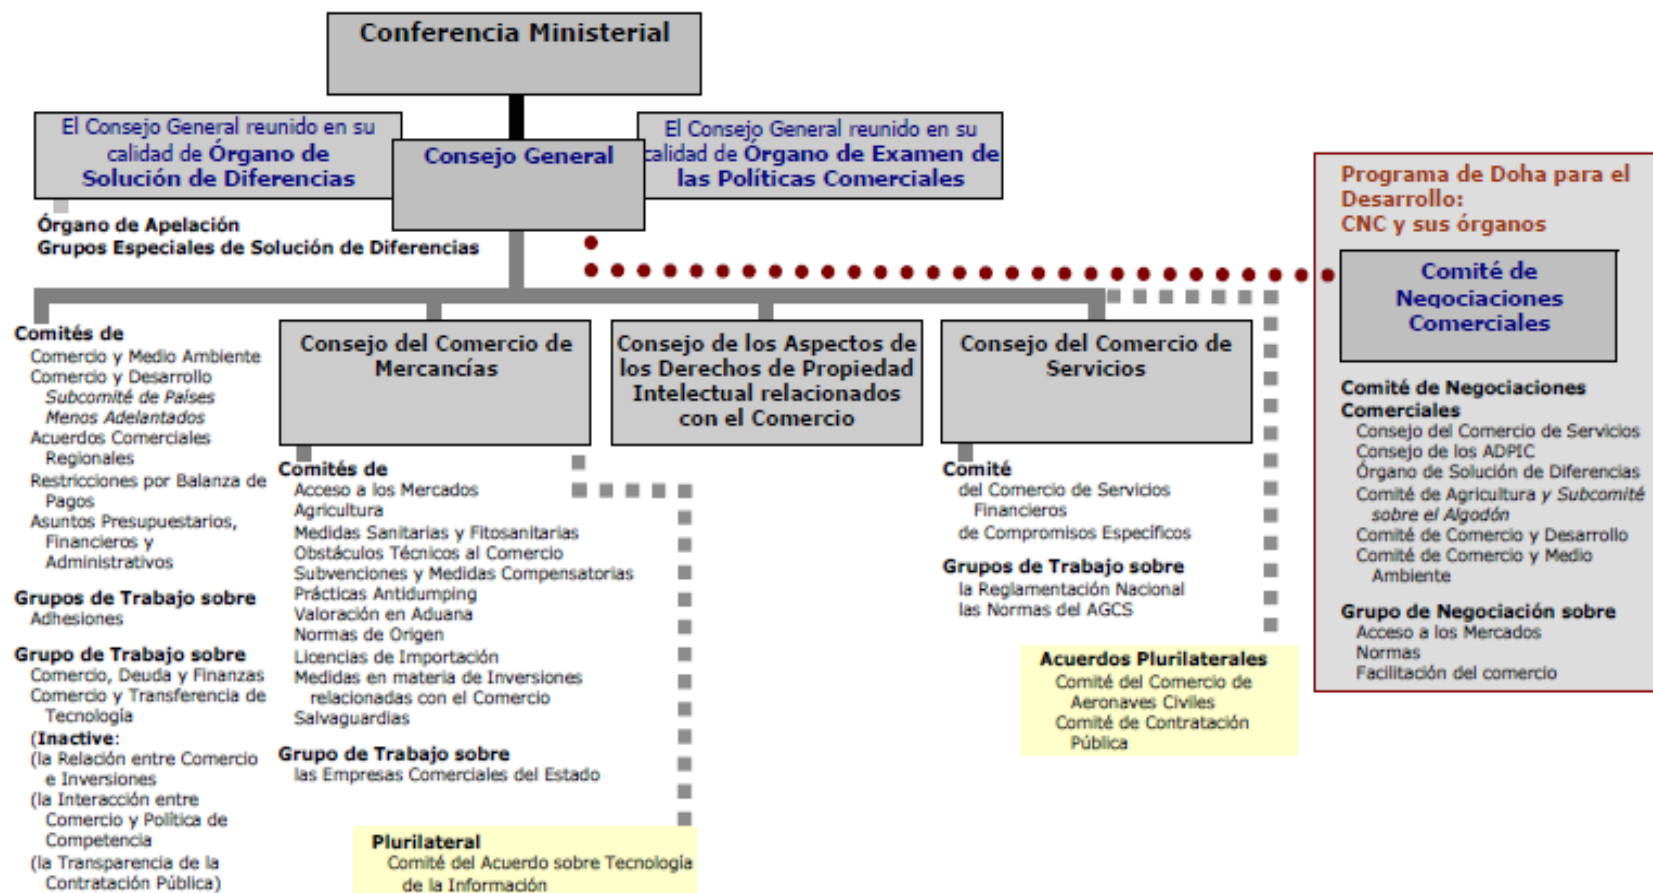 Conferencia Ministerial
El Consejo General reunido en su
calidad de Órgano de
Solución de Diferencias
Consejo General
El Consejo General reunido en su
calidad de Órgano de Examen de
las Políticas Comerciales
Órgano de Apelación
Grupos Especiales de Solución de Diferencias
Comités de
Comercio y Medio Ambiente
Comercio y Desarrollo
Subcomité de Países
Menos Adelantados
Acuerdos Comerciales
Regionales
Restricciones por Balanza de
Pagos
Asuntos Presupuestarios,
Financieros y
Administrativos
Grupos de Trabajo sobre
Adhesiones
Grupo de Trabajo sobre
Comercio, Deuda y Finanzas
Comercio y Transferencia de
Tecnología
(Inactive:
(la Relación entre Comercio
e Inversiones
(la Interacción entre
Comercio y Política de
Competencia
(la Transparencia de la
Contratación Pública)
Consejo del Comercio de
Mercancías
Comités de
Acceso a los Mercados
Agricultura
Medidas Sanitarias y Fitosanitarias
Obstáculos Técnicos al Comercio
Subvenciones y Medidas Compensatorias
Prácticas Antidumping
Valoración en Aduana
Normas de Origen
Licencias de Importación
Medidas en materia de Inversiones
relacionadas con el Comercio
Salvaguardias
Grupo de Trabajo sobre
las Empresas Comerciales del Estado
Plurilateral
Comité del Acuerdo sobre Tecnología
de la Información
Consejo de los Aspectos de
los Derechos de Propiedad
Intelectual relacionados
con el Comercio
Consejo del Comercio de
Servicios
Comité
del Comercio de Servicios
Financieros
de Compromisos Específicos
Grupos de Trabajo sobre
la Reglamentación Nacional
las Normas del AGCS
Acuerdos Plurilaterales
Comité del Comercio de
Aeronaves Civiles
Comité de Contratación
Pública
Programa de Doha para el
Desarrollo:
CNC y sus órganos
Comité de
Negociaciones
Comerciales
Comité de Negociaciones
Comerciales
Consejo del Comercio de Servicios
Consejo de los ADPIC
Órgano de Solución de Diferencias
Comité de Agricultura y Subcomité
sobre el Algodón
Comité de Comercio y Desarrollo
Comité de Comercio y Medio
Ambiente
Grupo de Negociación sobre
Acceso a los Mercados
Normas
Facilitación del comercio